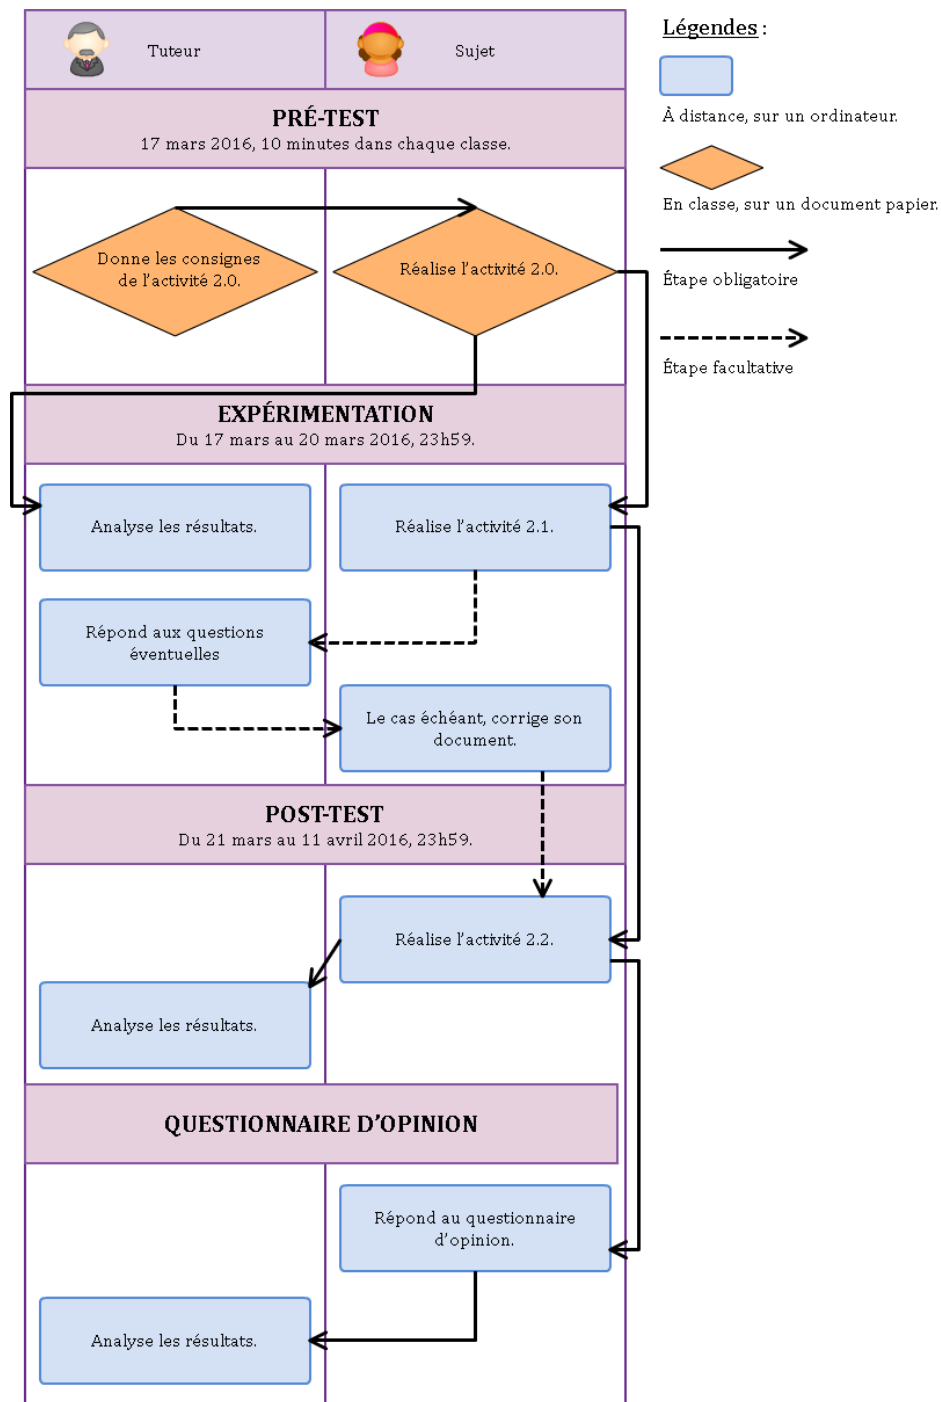 Tuteur
Sujet
Légendes :
À distance, sur un ordinateur.
En classe, sur un document papier.
Étape obligatoire
Étape facultative
PRÉ-TEST
17 mars 2016, 10 minutes dans chaque classe.
Donne les consignes
de l'activité 2.0.
Réalise l'activité 2.0.
EXPÉRIMENTATION
Du 17 mars au 20 mars 2016, 23h59.
Analyse les résultats.
Réalise l'activité 2.1.
Répond aux questions
éventuelles
Le cas échéant, corrige son
document.
POST-TEST
Du 21 mars au 11 avril 2016, 23h59.
Réalise l'activité 2.2.
Analyse les résultats.
QUESTIONNAIRE D'OPINION
Répond au questionnaire
d'opinion.
Analyse les résultats.